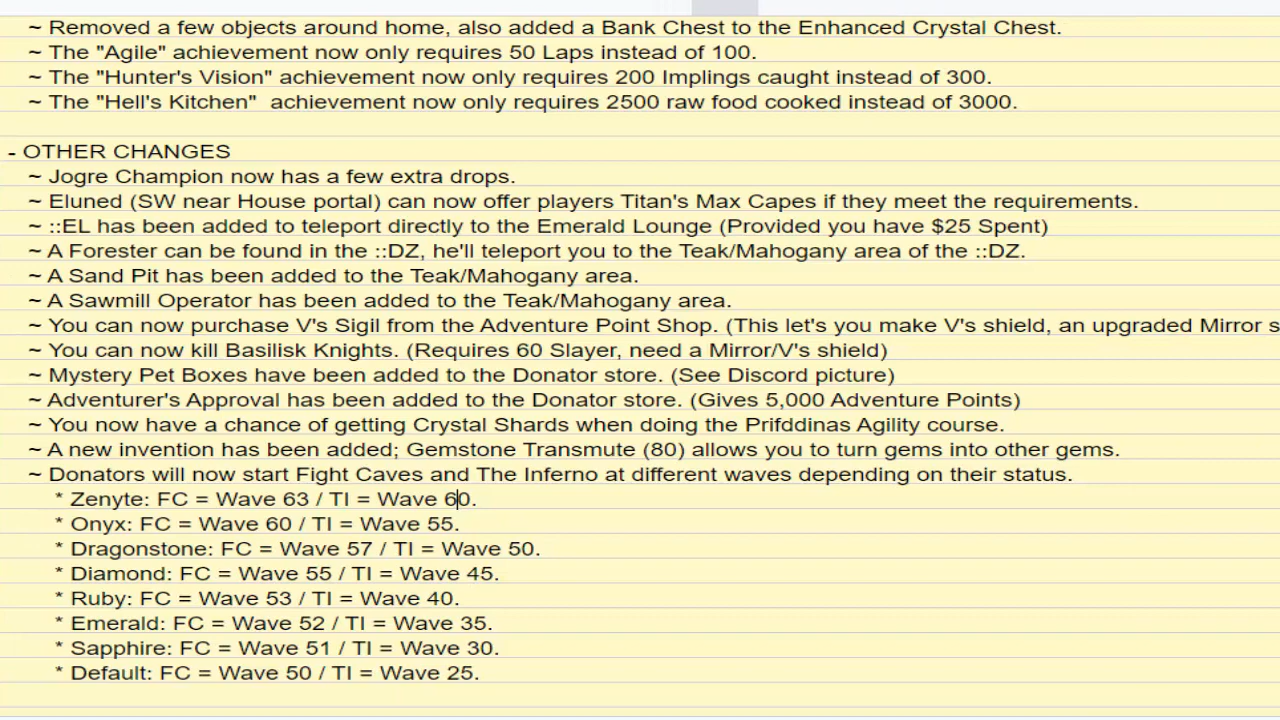 ~ Removed a few objects around home, also added a Bank Chest to the Enhanced Crystal Chest.
~ The "Agile" achievement now only requires 50 Laps instead of 100.
~ The "Hunter's Vision" achievement now only requires 200 Implings caught instead of 300.
~ The "Hell's Kitchen"  achievement now only requires 2500 raw food cooked instead of 3000.
- OTHER CHANGES
~ Jogre Champion now has a few extra drops.
~ Eluned (SW near House portal) can now offer players Titan's Max Capes if they meet the requirements.
~ ::EL has been added to teleport directly to the Emerald Lounge (Provided you have $25 Spent)
~ A Forester can be found in the ::DZ, he'll teleport you to the Teak/Mahogany area of the ::DZ.
~ A Sand Pit has been added to the Teak/Mahogany area.
~ A Sawmill Operator has been added to the Teak/Mahogany area.
~ You can now purchase V's Sigil from the Adventure Point Shop. (This let's you make V's shield, an upgraded Mirror s
~ You can now kill Basilisk Knights. (Requires 60 Slayer, need a Mirror/V's shield)
~ Mystery Pet Boxes have been added to the Donator store. (See Discord picture)
~ Adventurer's Approval has been added to the Donator store. (Gives 5,000 Adventure Points)
~ You now have a chance of getting Crystal Shards when doing the Prifddinas Agility course.
~ A new invention has been added; Gemstone Transmute (80) allows you to turn gems into other gems.
~ Donators will now start Fight Caves and The Inferno at different waves depending on their status.
* Zenyte: FC = Wave 63 / TI = Wave 60.
* Onyx: FC = Wave 60 / TI = Wave 55.
* Dragonstone: FC = Wave 57 / TI = Wave 50.
* Diamond: FC = Wave 55 / TI = Wave 45.
* Ruby: FC = Wave 53 / TI = Wave 40.
* Emerald: FC = Wave 52 / TI = Wave 35.
* Sapphire: FC = Wave 51 / TI = Wave 30.
* Default: FC = Wave 50 / TI = Wave 25.